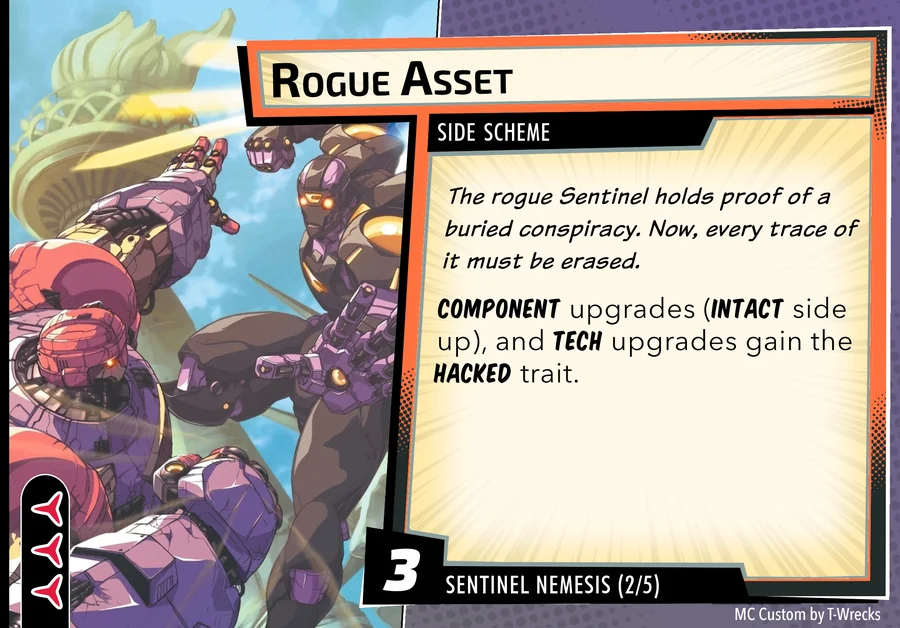 ROGUE ASSET
SIDE SCHEME
The rogue Sentinel holds proof of a
buried conspiracy. Now, every trace of
it must be erased.
COMPONENT upgrades (INTACT side
up), and TECH upgrades gain the
HACKED trait.
3
SENTINEL NEMESIS (2/5)
MC Custom by T-Wrecks